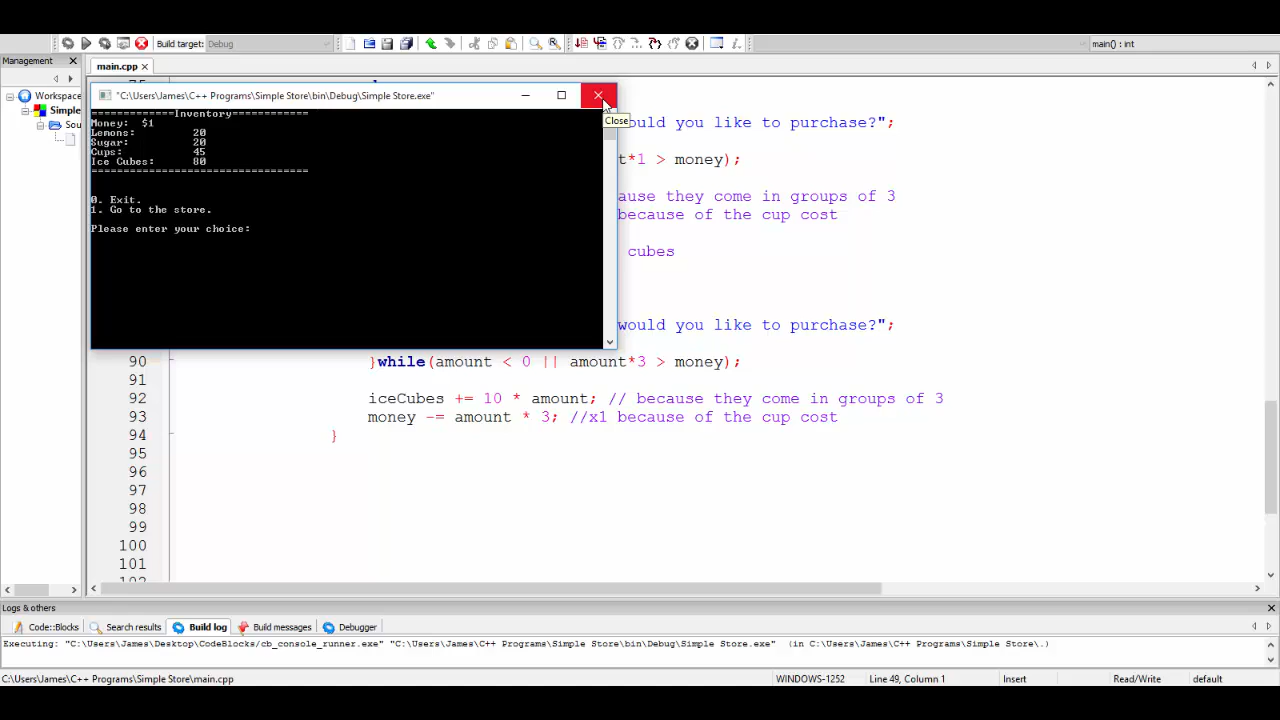 Build target: Debug
main() : int
Management
main.cpp
Workspace
Simple
Sou
"C:\Users\James\C++ Programs\Simple Store\bin\Debug\Simple Store.exe"
Close
=============Inventory============
Money: $1
Lemons: 20
Sugar: 20
Cups: 45
Ice Cubes: 80
==================================
0. Exit.
1. Go to the store.
Please enter your choice:
ould you like to purchase?";
t*1 > money);
ause they come in groups of 3
because of the cup cost
cubes
would you like to purchase?";
90 }while(amount < 0 || amount*3 > money);
91
92 iceCubes += 10 * amount; // because they come in groups of 3
93 money -= amount * 3; //x1 because of the cup cost
94 }
95
96
97
98
99
100
101
Logs & others
Code::Blocks Search results Build log Build messages Debugger
Executing: "C:\Users\James\Desktop\CodeBlocks/cb_console_runner.exe" "C:\Users\James\C++ Programs\Simple Store\bin\Debug\Simple Store.exe" (in C:\Users\James\C++ Programs\Simple Store\.)
C:\Users\James\C++ Programs\Simple Store\main.cpp WINDOWS-1252 Line 49, Column 1 Insert Read/Write default